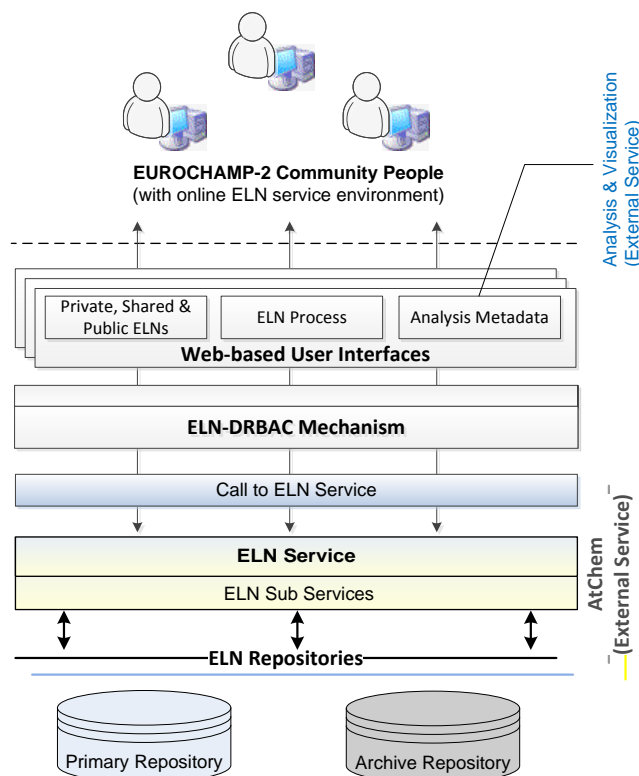 EUROCHAMP-2 Community People
(with online ELN service environment)
Analysis & Visualization
(External Service)
Private, Shared &
Public ELNs
ELN Process
Analysis Metadata
Web-based User Interfaces
ELN-DRBAC Mechanism
Call to ELN Service
ELN Service
ELN Sub Services
AtChem
(External Service)
ELN Repositories
Primary Repository
Archive Repository